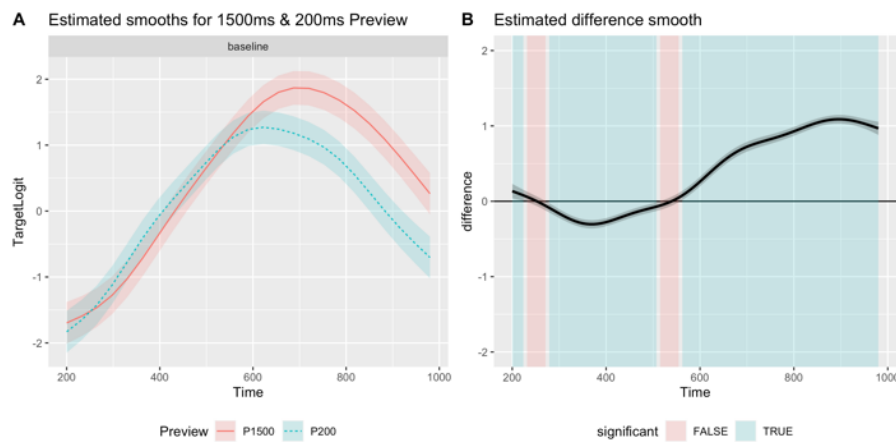 A Estimated smooths for 1500ms & 200ms Preview
baseline
2
1
0
-1
-2
TargetLogit
200 400 600 800 1000
Time
Preview P1500 P200
B Estimated difference smooth
2
1
0
-1
-2
difference
200 400 600 800 1000
Time
significant FALSE TRUE